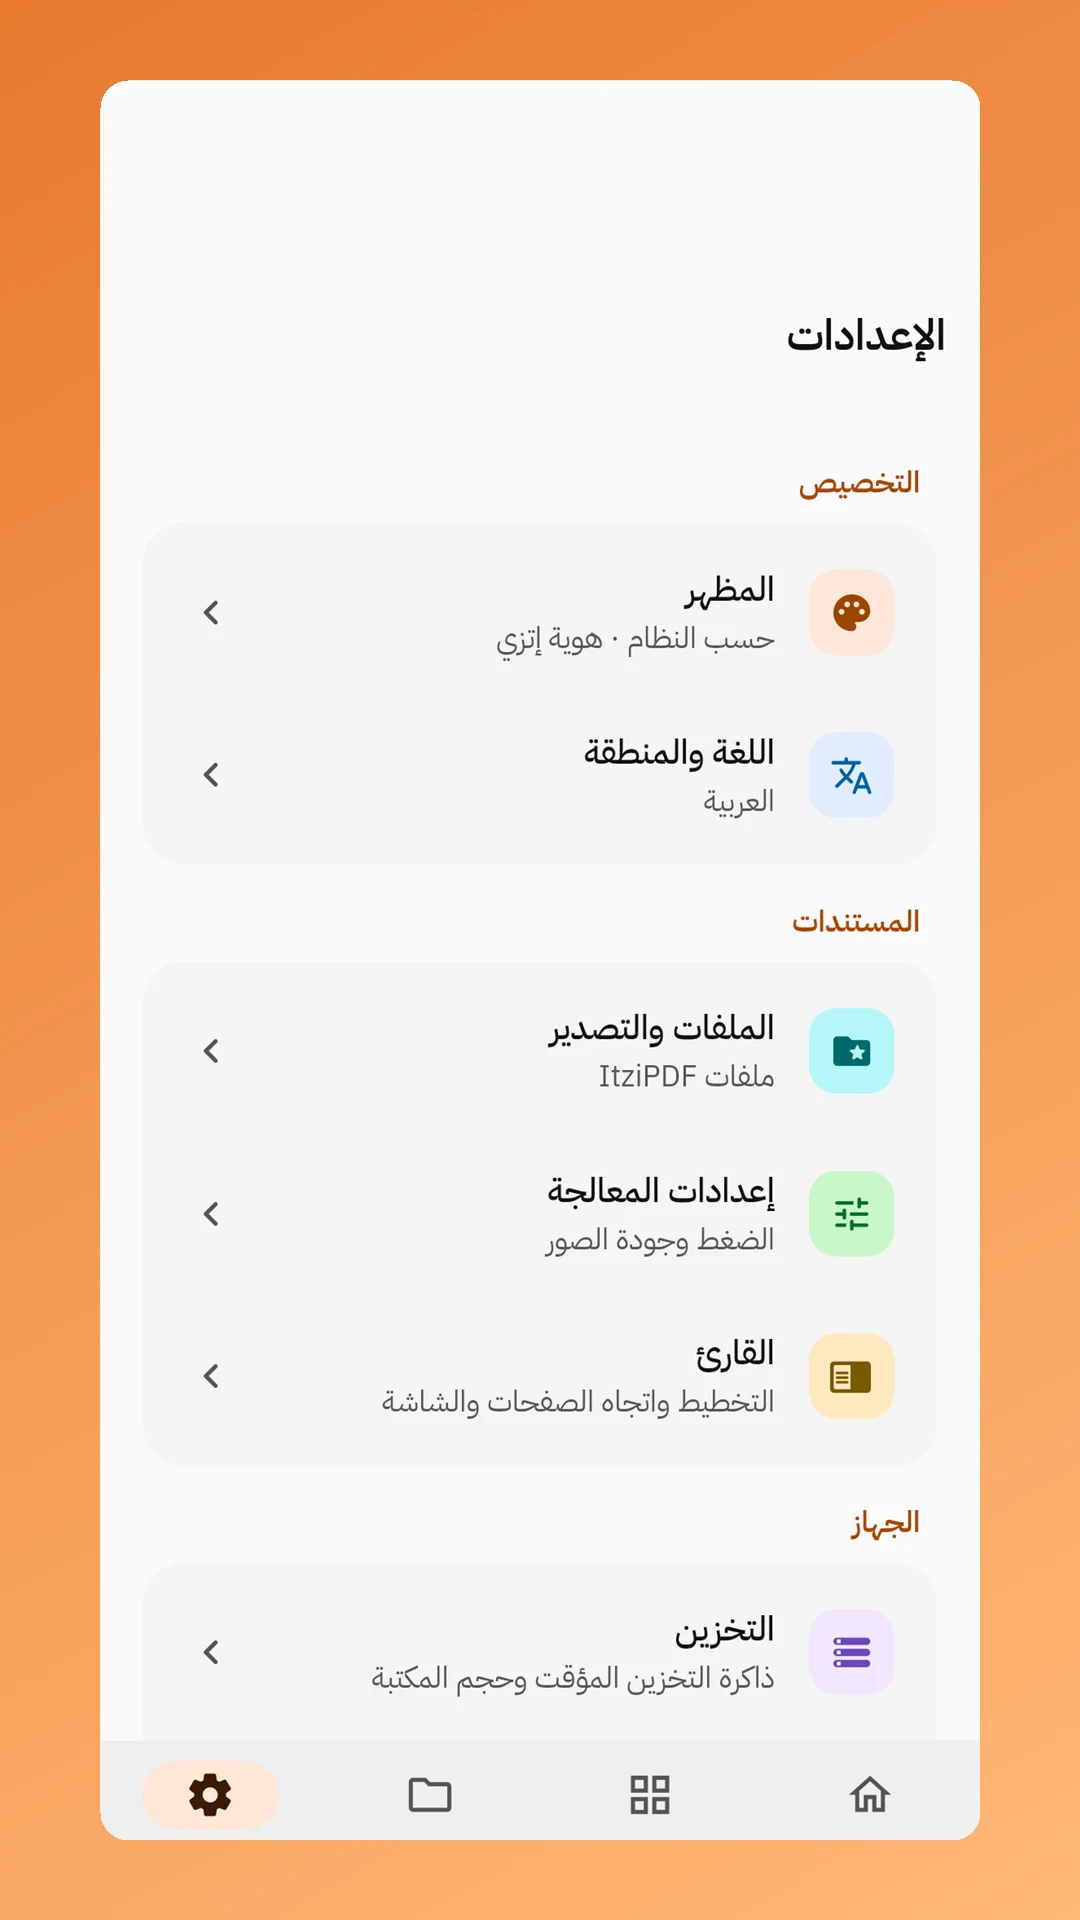 الإعدادات
التخصيص
المظهر
حسب النظام · هوية إتزي
اللغة والمنطقة
العربية
المستندات
الملفات والتصدير
ملفات ItziPDF
إعدادات المعالجة
الضغط وجودة الصور
القارئ
التخطيط واتجاه الصفحات والشاشة
الجهاز
التخزين
ذاكرة التخزين المؤقت وحجم المكتبة